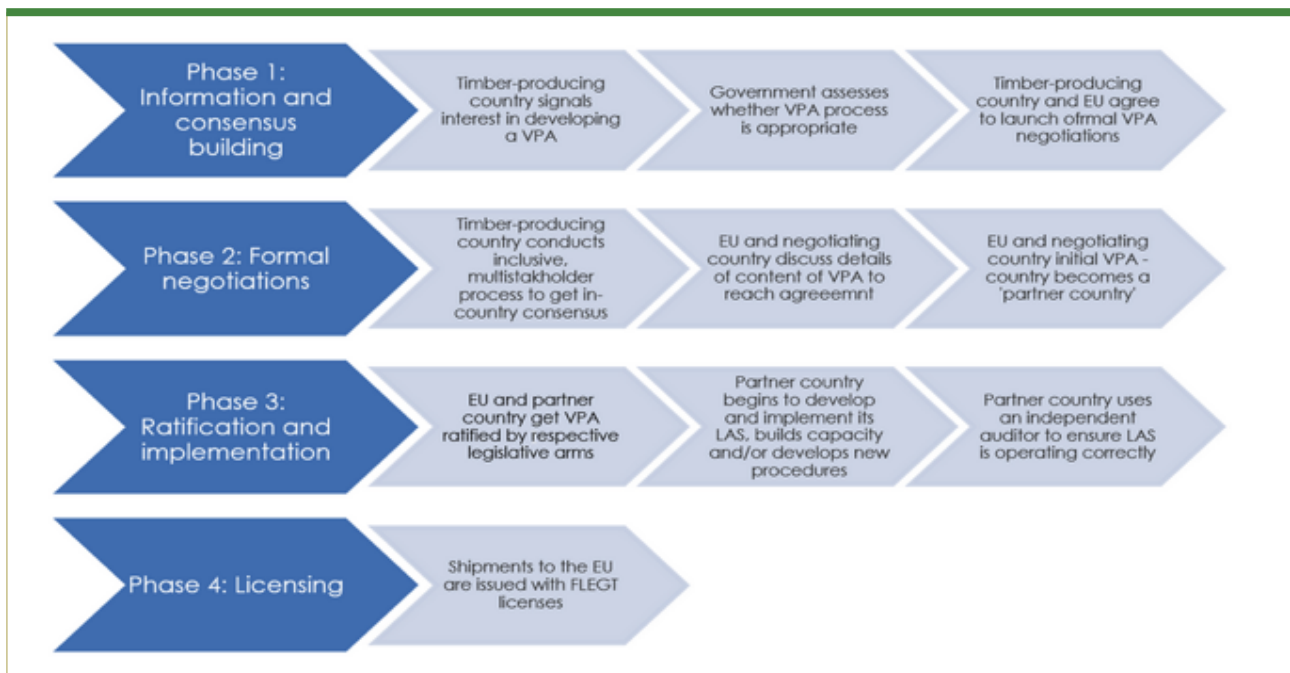 Phase 1:
Information and
consensus
building
Timber-producing
country signals
interest in developing
a VPA
Government assesses
whether VPA process
is appropriate
Timber-producing
country and EU agree
to launch ofrmal VPA
negotiations
Phase 2: Formal
negotiations
Timber-producing
country conducts
inclusive,
multistakholder
process to get in-
country consensus
EU and negotiating
country discuss details
of content of VPA to
reach agreeemnt
EU and negotiating
country initial VPA -
country becomes a
'partner country'
Phase 3:
Ratification and
implementation
EU and partner
country get VPA
ratified by respective
legislative arms
Partner country
begins to develop
and implement its
LAS, builds capacity
and/or develops new
procedures
Partner country uses
an independent
auditor to ensure LAS
is operating correctly
Phase 4: Licensing
Shipments to the EU
are issued with FLEGT
licenses